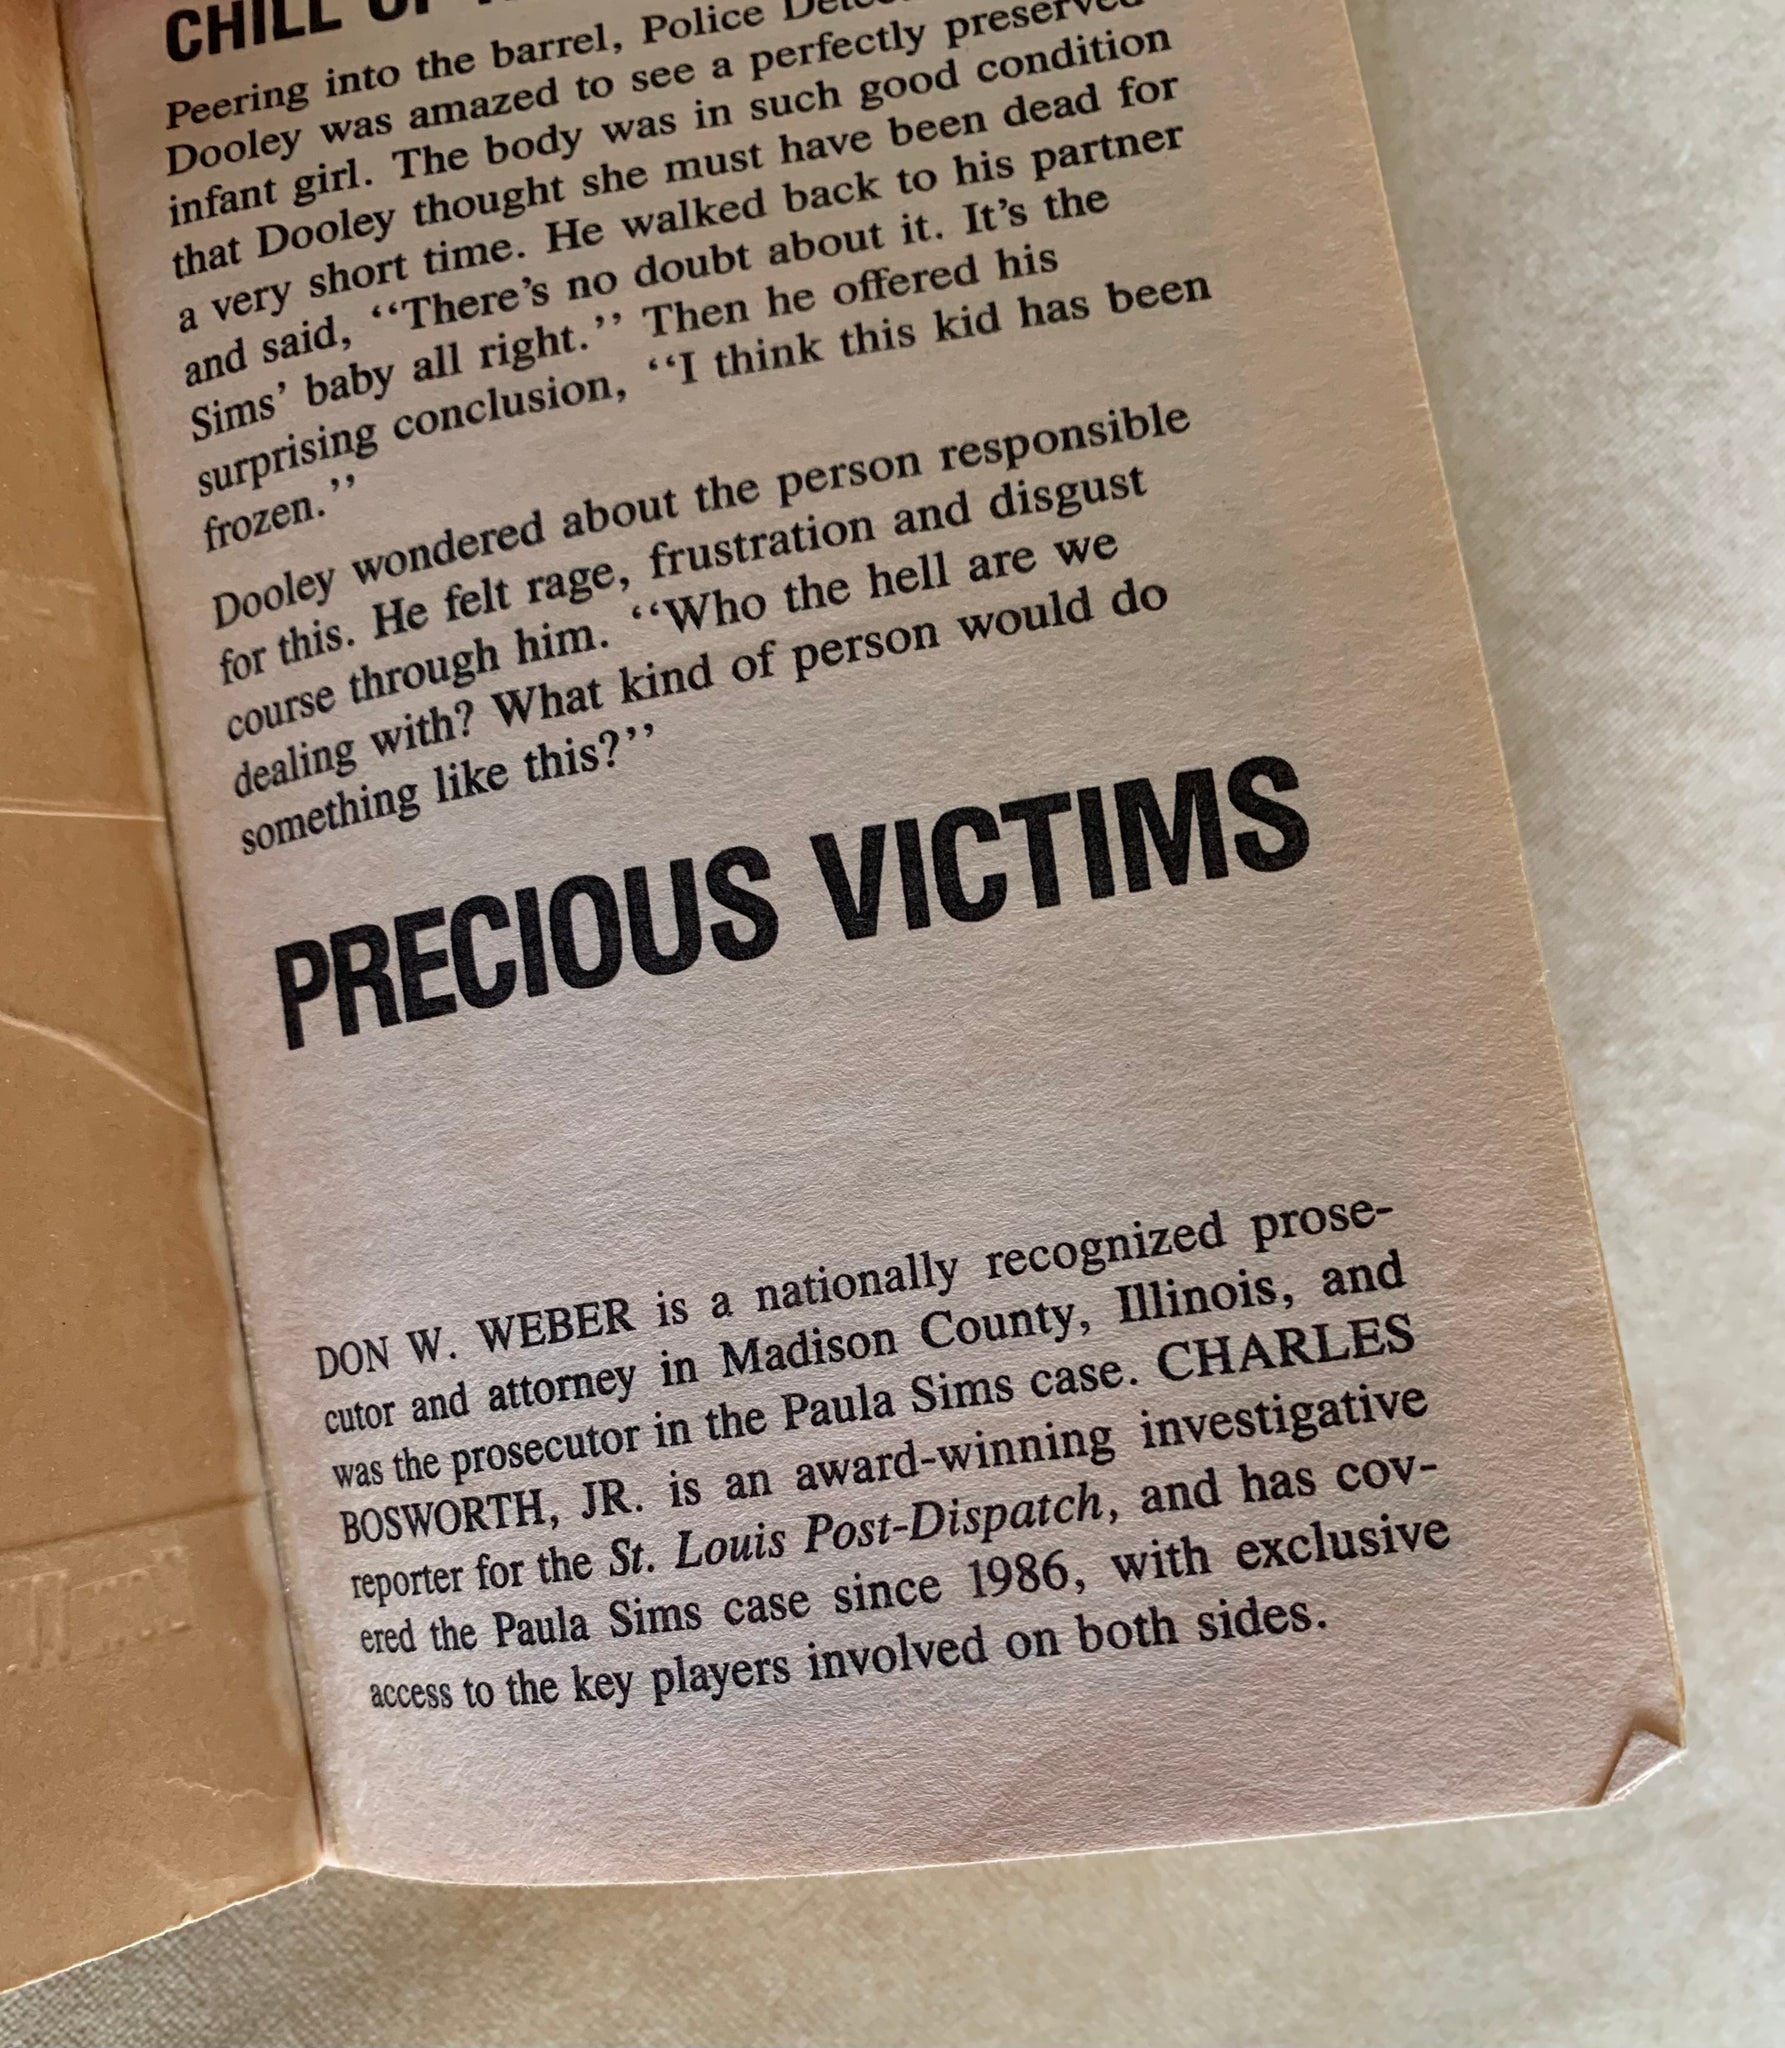 CHILL
Peering into the barrel, Police
Dooley was amazed to see a perfectly preserved
infant girl. The body was in such good condition
that Dooley thought she must have been dead for
a very short time. He walked back to his partner
and said, ‘‘There’s no doubt about it. It’s the
Sims’ baby all right.’’ Then he offered his
surprising conclusion, ‘‘I think this kid has been
frozen.’’
Dooley wondered about the person responsible
for this. He felt rage, frustration and disgust
course through him. ‘‘Who the hell are we
dealing with? What kind of person would do
something like this?’’
PRECIOUS VICTIMS
DON W. WEBER is a nationally recognized prose-
cutor and attorney in Madison County, Illinois, and
was the prosecutor in the Paula Sims case. CHARLES
BOSWORTH, JR. is an award-winning investigative
reporter for the St. Louis Post-Dispatch, and has cov-
ered the Paula Sims case since 1986, with exclusive
access to the key players involved on both sides.